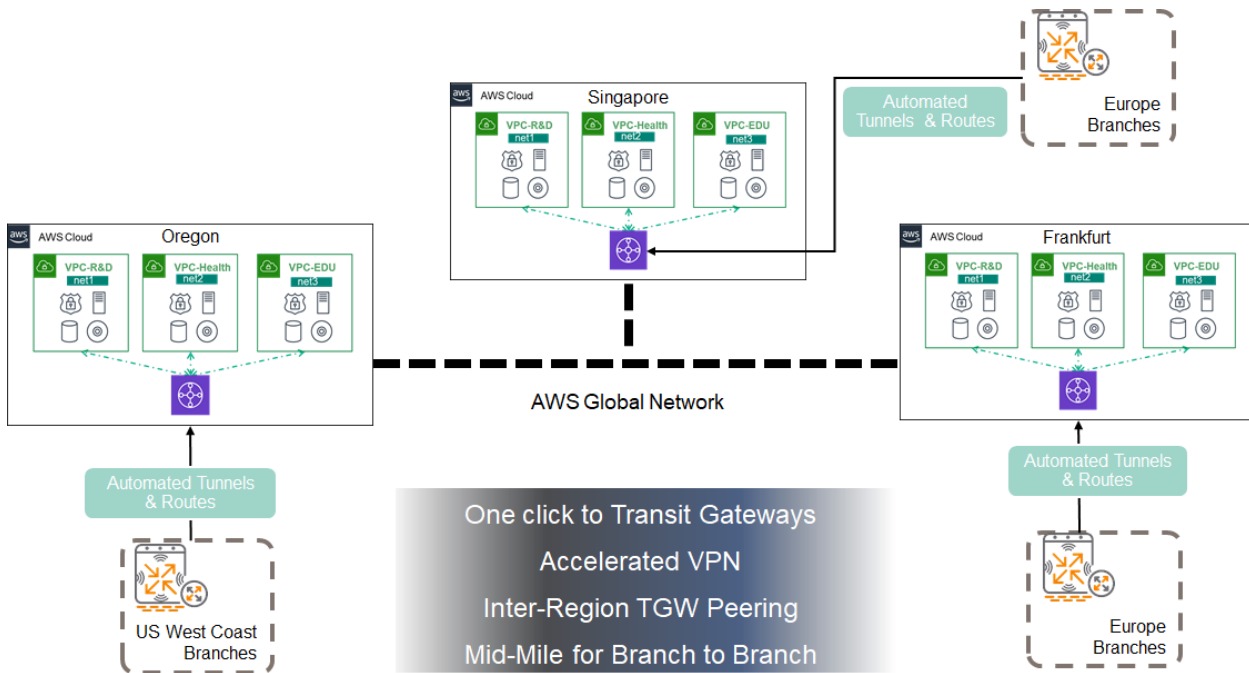 Europe
Branches
Automated
Tunnels & Routes
aws
AWS Cloud
Singapore
VPC-R&D
net1
VPC-Health
net2
VPC-EDU
net3
aws
AWS Cloud
Oregon
VPC-R&D
net1
VPC-Health
net2
VPC-EDU
net3
aws
AWS Cloud
Frankfurt
VPC-R&D
net1
VPC-Health
net2
VPC-EDU
net3
AWS Global Network
Automated Tunnels
& Routes
US West Coast
Branches
One click to Transit Gateways
Accelerated VPN
Inter-Region TGW Peering
Mid-Mile for Branch to Branch
Automated Tunnels
& Routes
Europe
Branches